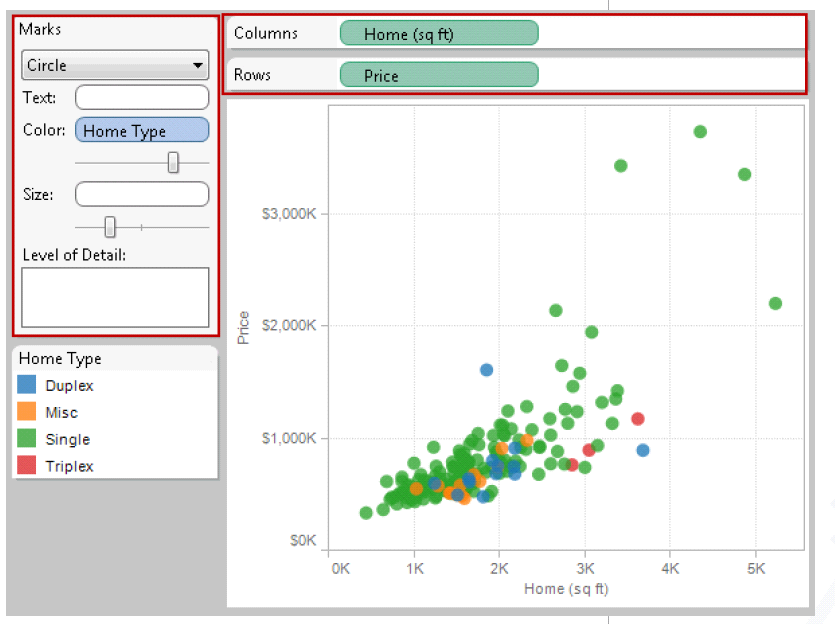 Marks
Circle
Text:
Color: Home Type
Size:
Level of Detail:
Home Type
Duplex
Misc
Single
Triplex
Columns Home (sq ft)
Rows Price
$3,000K
$2,000K
$1,000K
$0K
Price
0K 1K 2K 3K 4K 5K
Home (sq ft)